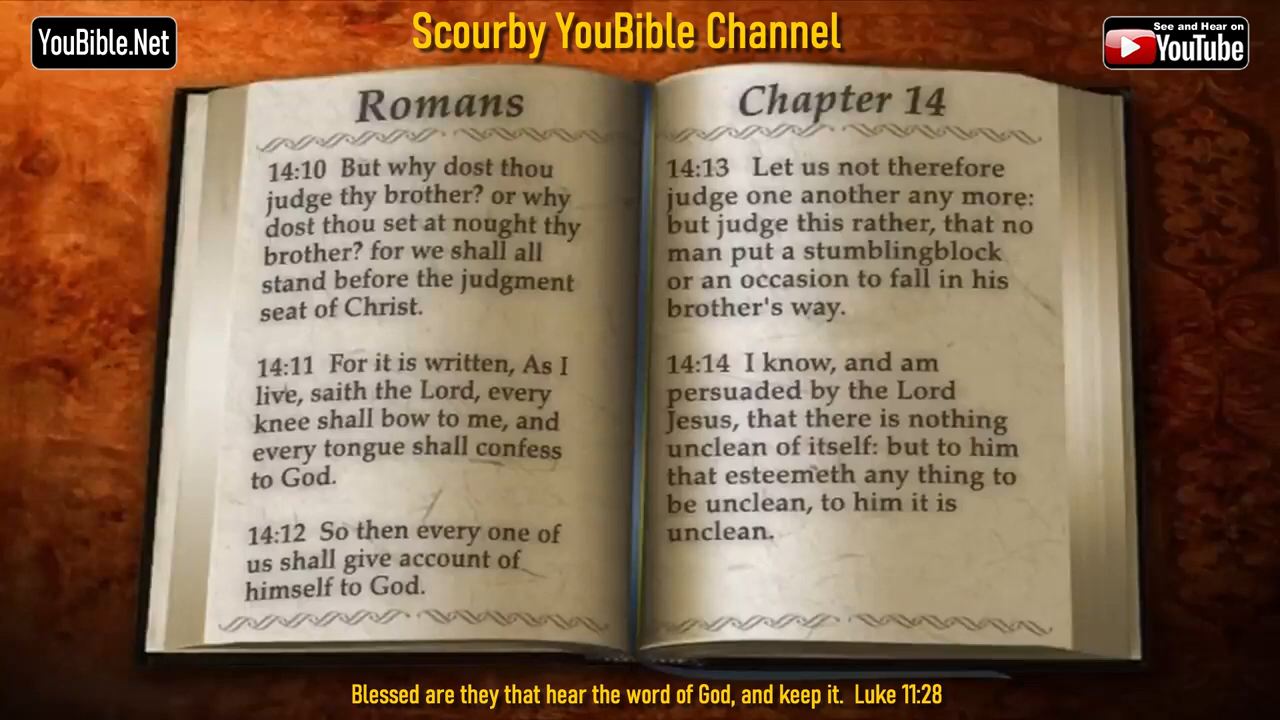 YouBible.Net
Scourby YouBible Channel
See and Hear on
YouTube
Romans
14:10 But why dost thou
judge thy brother? or why
dost thou set at nought thy
brother? for we shall all
stand before the judgment
seat of Christ.
14:11 For it is written, As I
live, saith the Lord, every
knee shall bow to me, and
every tongue shall confess
to God.
14:12 So then every one of
us shall give account of
himself to God.
Chapter 14
14:13 Let us not therefore
judge one another any more:
but judge this rather, that no
man put a stumblingblock
or an occasion to fall in his
brother's way.
14:14 I know, and am
persuaded by the Lord
Jesus, that there is nothing
unclean of itself: but to him
that esteemeth any thing to
be unclean, to him it is
unclean.
Blessed are they that hear the word of God, and keep it. Luke 11:28